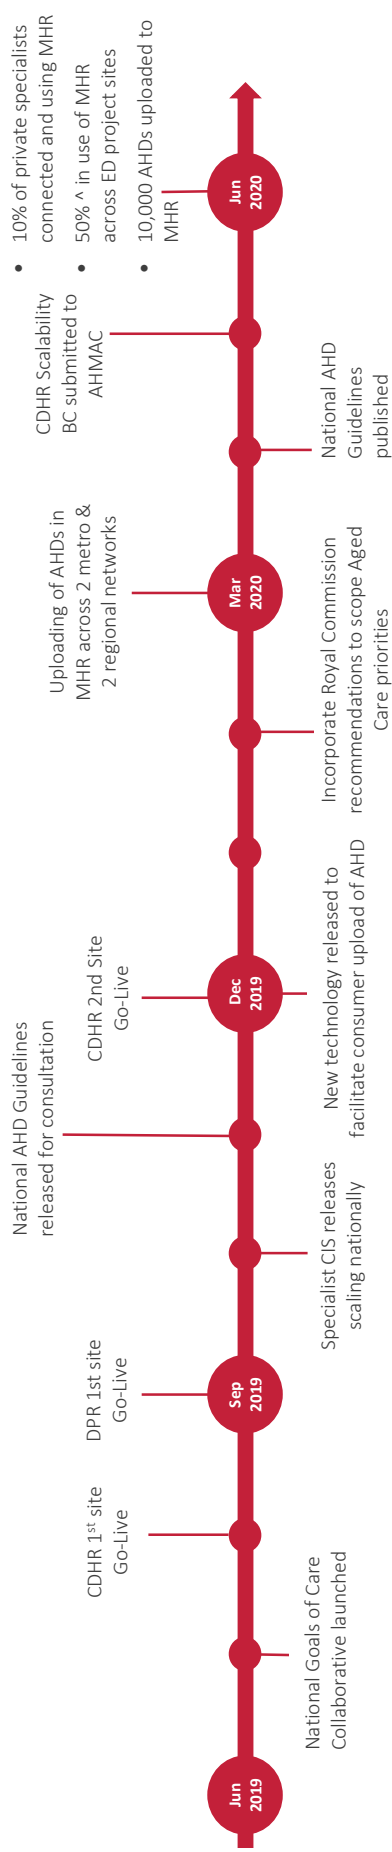 Jun
2019
National Goals of Care
Collaborative launched
CDHR 1st site
Go-Live
Sep
2019
DPR 1st site
Go-Live
Specialist CIS releases
scaling nationally
National AHD Guidelines
released for consultation
Dec
2019
CDHR 2nd Site
Go-Live
New technology released to
facilitate consumer upload of AHD
Incorporate Royal Commission
recommendations to scope Aged
Care priorities
Mar
2020
Uploading of AHDs in
MHR across 2 metro &
2 regional networks
National AHD
Guidelines
published
CDHR Scalability
BC submitted to
AHMAC
Jun
2020
• 10% of private specialists
connected and using MHR
• 50% ^ in use of MHR
across ED project sites
• 10,000 AHDs uploaded to
MHR